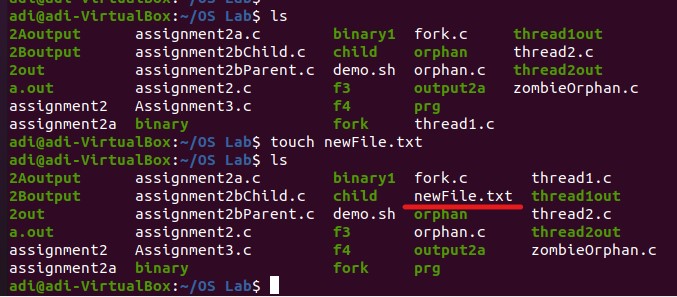 adi@adi-VirtualBox:~/OS Lab$ ls
2Aoutput assignment2a.c binary1 fork.c thread1out
2Boutput assignment2bChild.c child orphan thread2.c
2out assignment2bParent.c demo.sh orphan.c thread2out
a.out assignment2.c f3 output2a zombieOrphan.c
assignment2 Assignment3.c f4 prg
assignment2a binary fork thread1.c
adi@adi-VirtualBox:~/OS Lab$ touch newFile.txt
adi@adi-VirtualBox:~/OS Lab$ ls
2Aoutput assignment2a.c binary1 fork.c thread1.c
2Boutput assignment2bChild.c child newFile.txt thread1out
2out assignment2bParent.c demo.sh orphan thread2.c
a.out assignment2.c f3 orphan.c thread2out
assignment2 Assignment3.c f4 output2a zombieOrphan.c
assignment2a binary fork prg
adi@adi-VirtualBox:~/OS Lab$